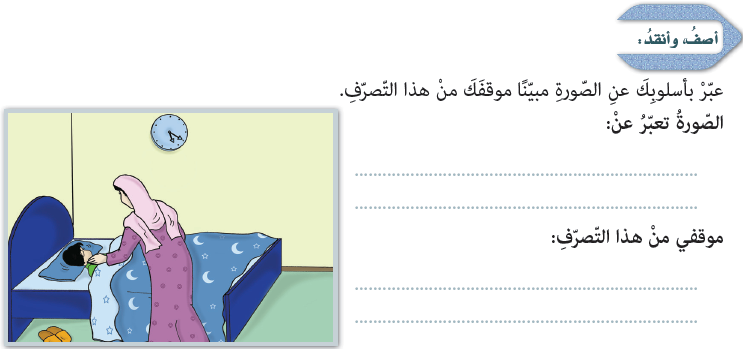 أصفُ، وأنقدُ:
عبّرْ بأسلوبِكَ عنِ الصّورةِ مبيّنًا موقفَكَ منْ هذا التّصرّفِ.
الصّورةُ تعبّرُ عنْ:
موقفي منْ هذا التّصرّفِ: